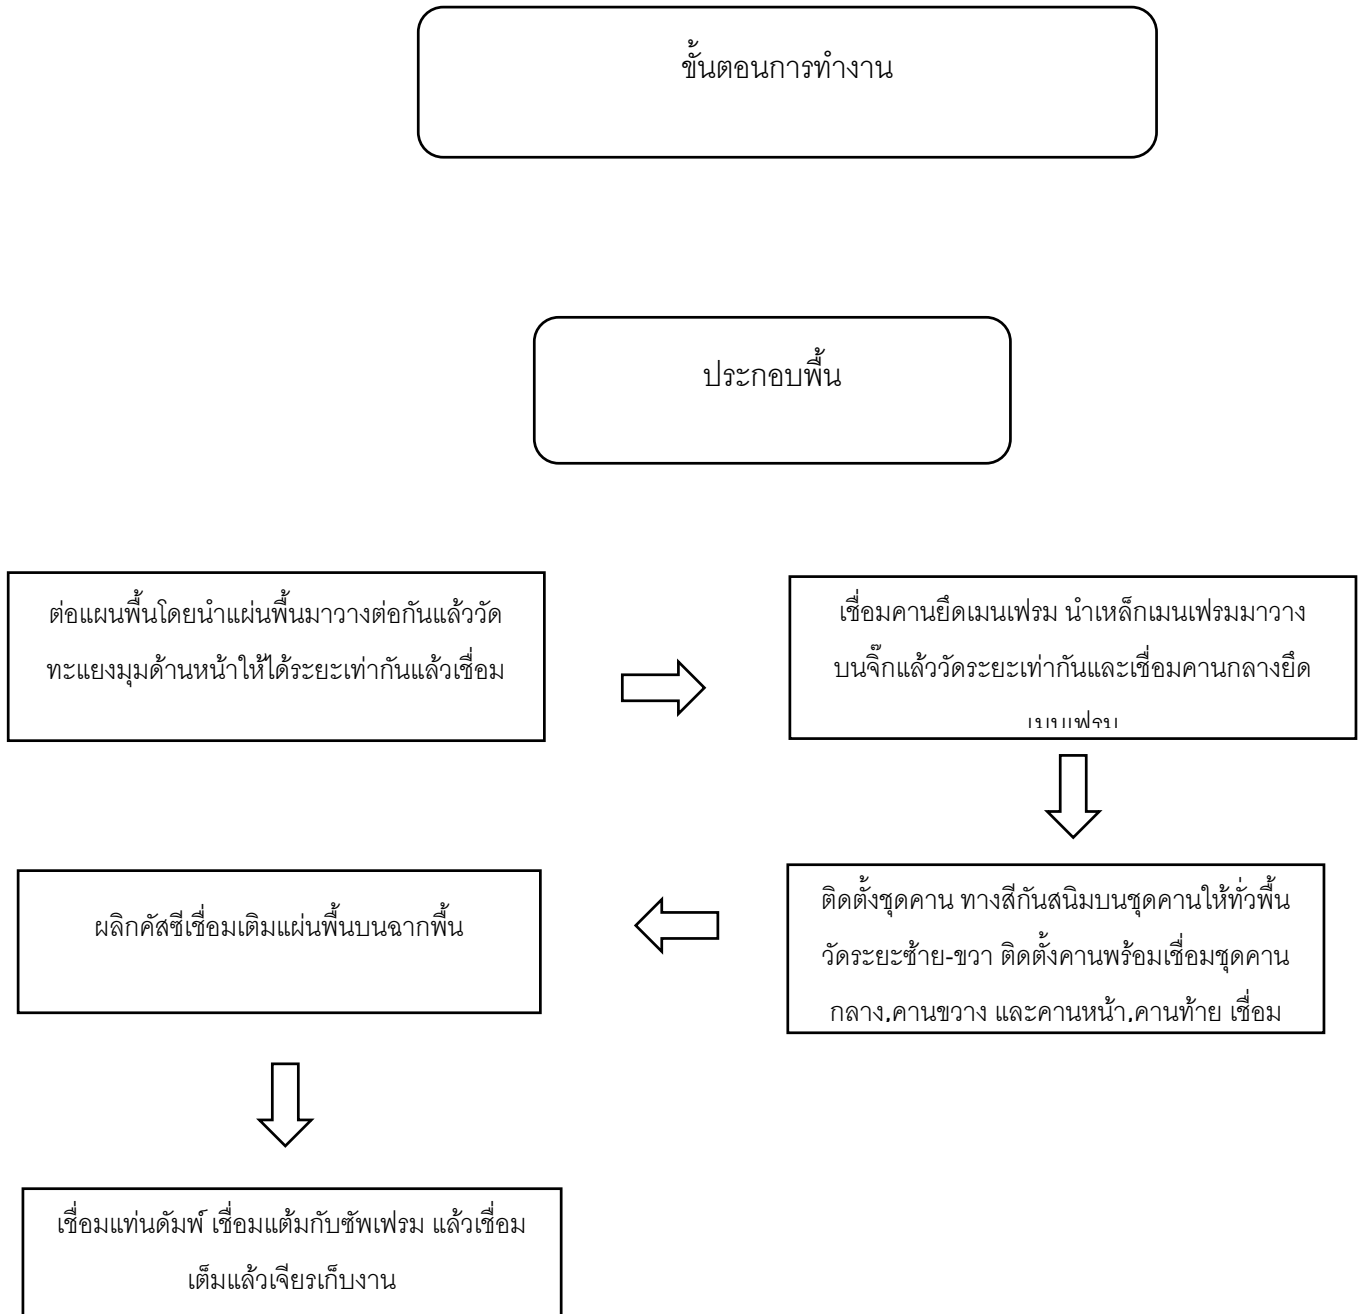 ขั้นตอนการทำงาน
ประกอบพื้น
ต่อแผนพื้นโดยนำแผ่นพื้นมาวางต่อกันแล้ววัด
ทะแยงมุมด้านหน้าให้ได้ระยะเท่ากันแล้วเชื่อม
เชื่อมคานยึดเมนเฟรม นำเหล็กเมนเฟรมมาวาง
บนจิ๊กแล้ววัดระยะเท่ากันและเชื่อมคานกลางยึด
เมนเฟรม
ติดตั้งชุดคาน ทางสีกันสนิมบนชุดคานให้ทั่วพื้น
วัดระยะซ้าย-ขวา ติดตั้งคานพร้อมเชื่อมชุดคาน
กลาง,คานขวาง และคานหน้า,คานท้าย เชื่อม
ผลิกคัสซีเชื่อมเติมแผ่นพื้นบนฉากพื้น
เชื่อมแท่นดัมพ์ เชื่อมแต้มกับซัพเฟรม แล้วเชื่อม
เต็มแล้วเจียรเก็บงาน